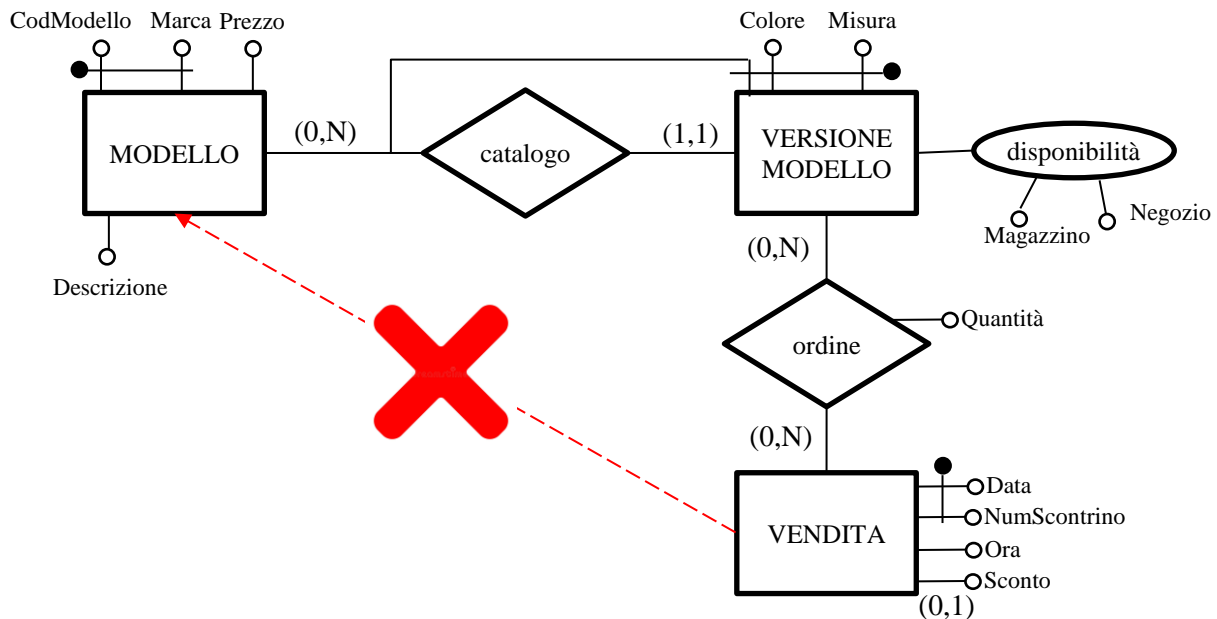 CodModello Marca Prezzo
Colore Misura
MODELLO
(0,N)
catalogo
(1,1)
VERSIONE
MODELLO
disponibilità
Magazzino
Negozio
Descrizione
(0,N)
Quantità
ordine
(0,N)
Data
NumScontrino
VENDITA
Ora
Sconto
(0,1)